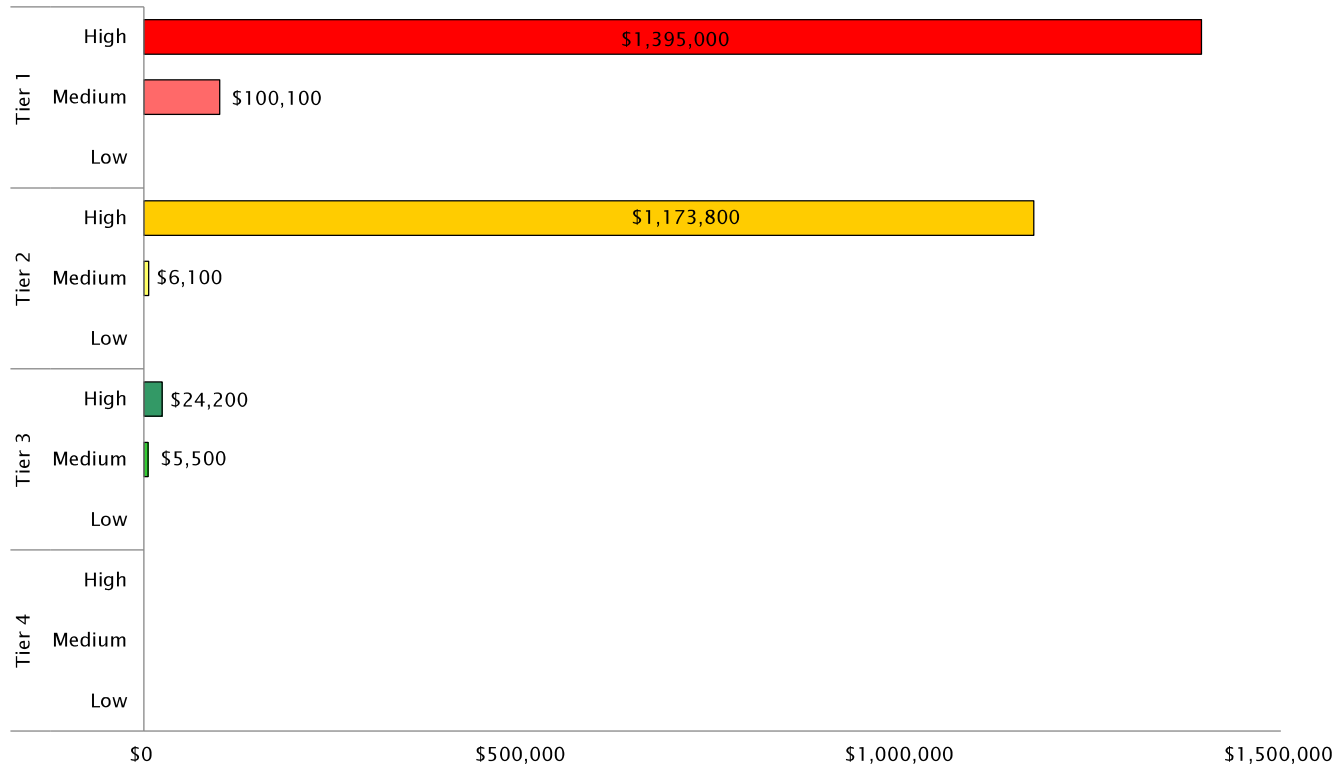 Tier 1
High
$1,395,000
Medium
$100,100
Low
Tier 2
High
$1,173,800
Medium
$6,100
Low
Tier 3
High
$24,200
Medium
$5,500
Low
Tier 4
High
Medium
Low
$0
$500,000
$1,000,000
$1,500,000